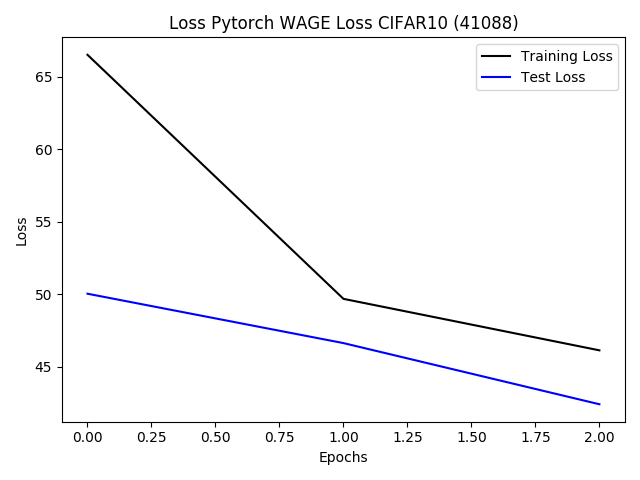 Loss Pytorch WAGE Loss CIFAR10 (41088)
Training Loss
Test Loss
Loss
65
60
55
50
45
0.00 0.25 0.50 0.75 1.00 1.25 1.50 1.75 2.00
Epochs